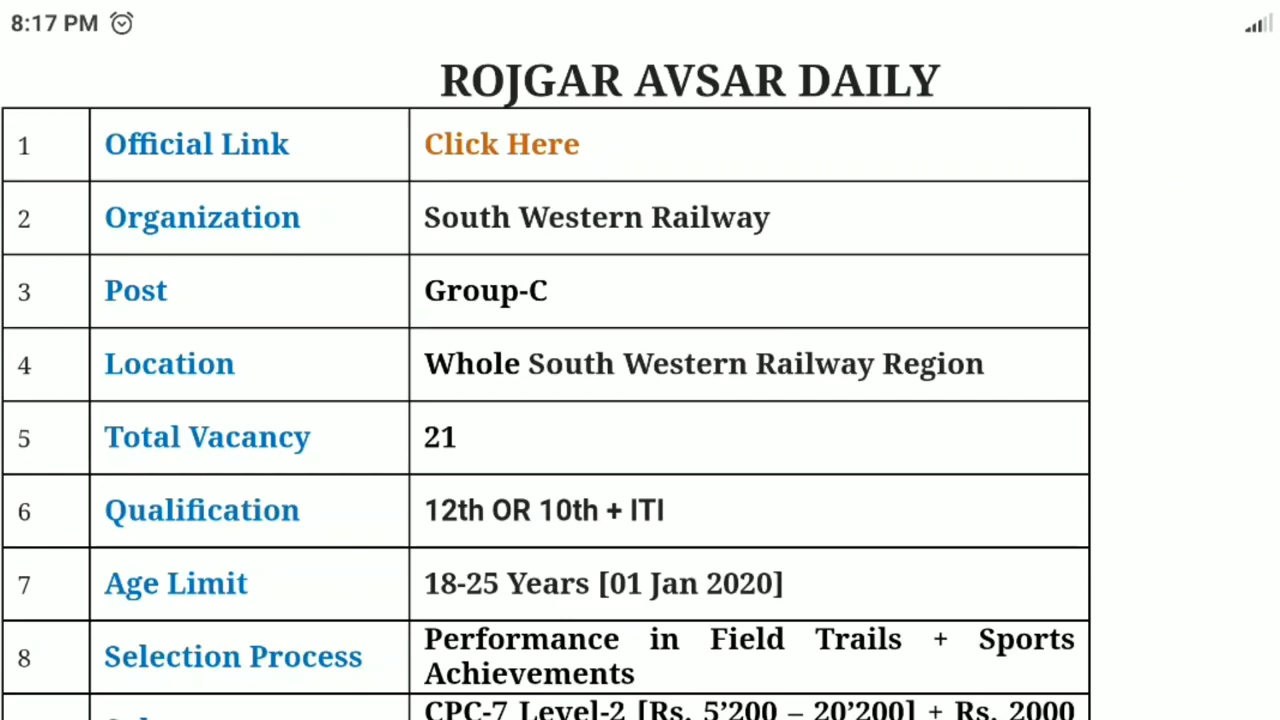 8:17 PM
ROJGAR AVSAR DAILY
1 Official Link Click Here
2 Organization South Western Railway
3 Post Group-C
4 Location Whole South Western Railway Region
5 Total Vacancy 21
6 Qualification 12th OR 10th + ITI
7 Age Limit 18-25 Years [01 Jan 2020]
8 Selection Process Performance in Field Trails + Sports
Achievements
CPC-7 Level-2 [Rs. 5’200 – 20’200] + Rs. 2000